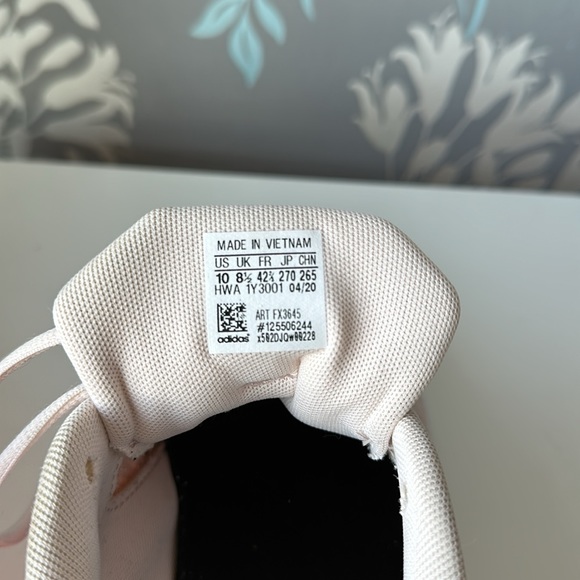 MADE IN VIETNAM
US UK FR JP CHN
10 8½ 42⅔ 270 265
HWA 1Y3001 04/20
ART FX3645
#125506244
adidas